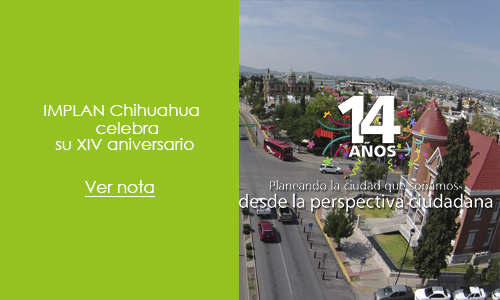 IMPLAN Chihuahua
celebra
su XIV aniversario
Ver nota
14
AÑOS
Planeando la ciudad que soñamos
desde la perspectiva ciudadana